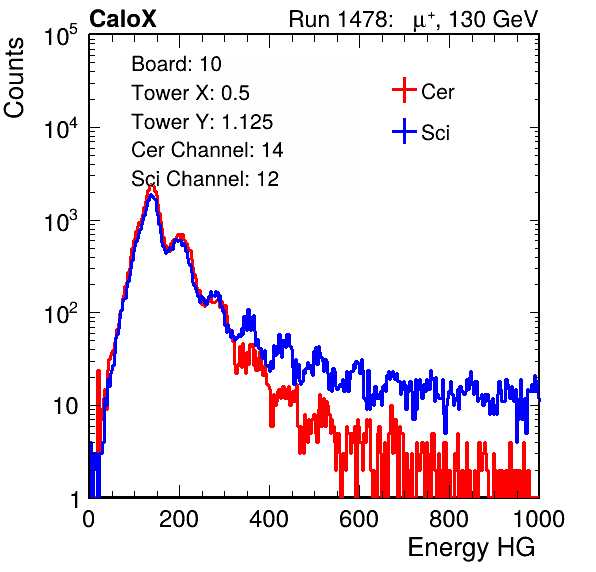 CaloX Run 1478: μ⁺, 130 GeV
Board: 10
Tower X: 0.5
Tower Y: 1.125
Cer Channel: 14
Sci Channel: 12
Cer
Sci
Counts
10⁵
10⁴
10³
10²
10
1
0 200 400 600 800 1000
Energy HG